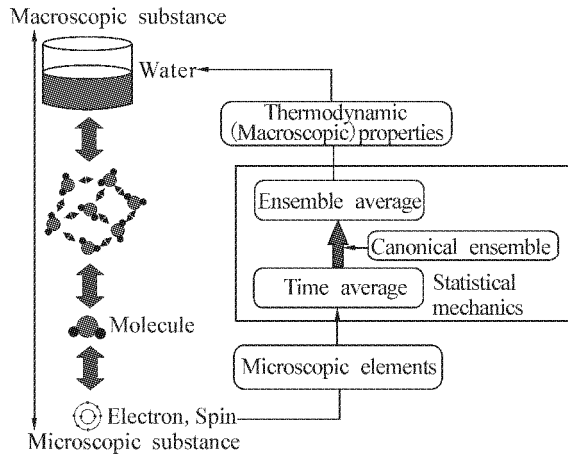 Macroscopic substance
Water
Thermodynamic
(Macroscopic) properties
Ensemble average
Canonical ensemble
Time average
Statistical
mechanics
Molecule
Microscopic elements
Electron, Spin
Microscopic substance